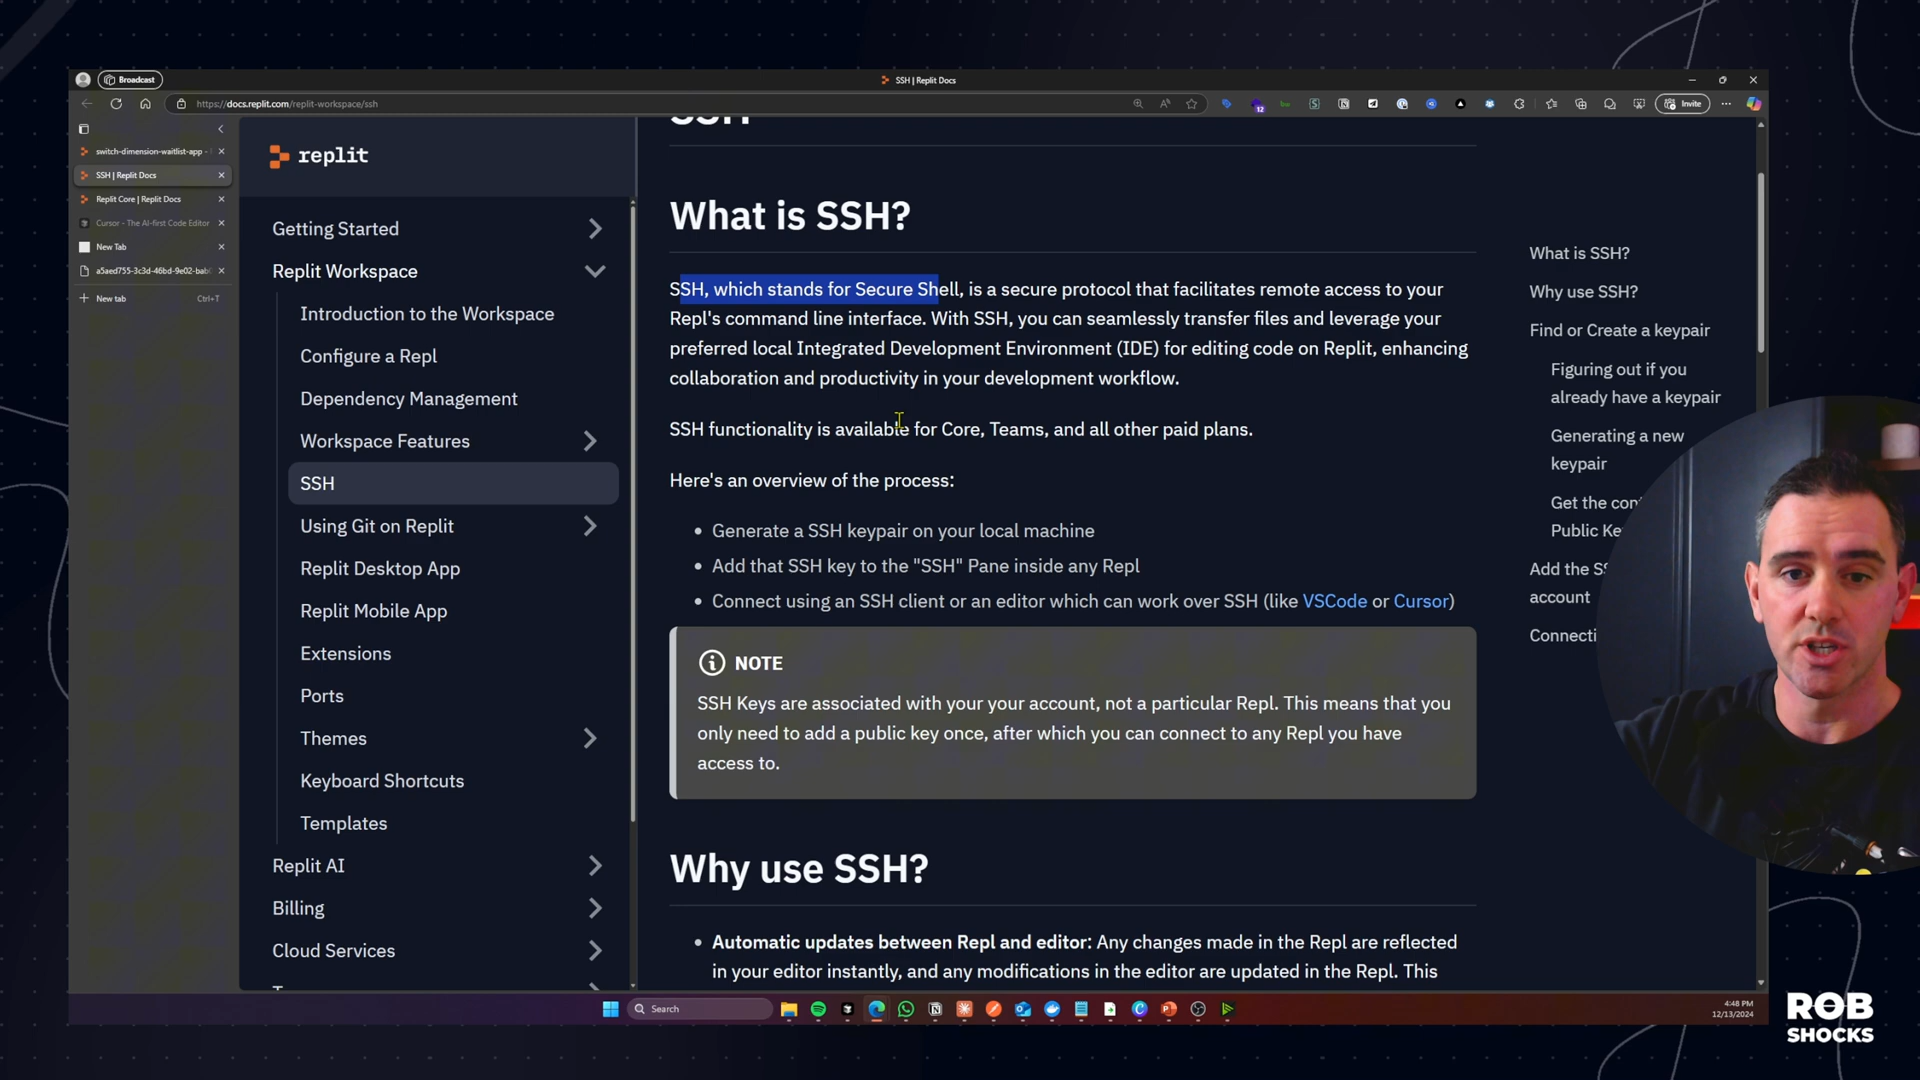 Broadcast
SSH | Replit Docs
https://docs.replit.com/replit-workspace/ssh
12
Invite
switch-dimension-waitlist-app -
SSH | Replit Docs
Replit Core | Replit Docs
Cursor - The AI-first Code Editor
New Tab
a5aed755-3c3d-46bd-9e02-bab
New tab
Ctrl+T
replit
Getting Started
Replit Workspace
Introduction to the Workspace
Configure a Repl
Dependency Management
Workspace Features
SSH
Using Git on Replit
Replit Desktop App
Replit Mobile App
Extensions
Ports
Themes
Keyboard Shortcuts
Templates
Replit AI
Billing
Cloud Services
SSH
What is SSH?
SSH, which stands for Secure Shell, is a secure protocol that facilitates remote access to your
Repl's command line interface. With SSH, you can seamlessly transfer files and leverage your
preferred local Integrated Development Environment (IDE) for editing code on Replit, enhancing
collaboration and productivity in your development workflow.
SSH functionality is available for Core, Teams, and all other paid plans.
Here's an overview of the process:
• Generate a SSH keypair on your local machine
• Add that SSH key to the "SSH" Pane inside any Repl
• Connect using an SSH client or an editor which can work over SSH (like VSCode or Cursor)
NOTE
SSH Keys are associated with your your account, not a particular Repl. This means that you
only need to add a public key once, after which you can connect to any Repl you have
access to.
Why use SSH?
• Automatic updates between Repl and editor: Any changes made in the Repl are reflected
in your editor instantly, and any modifications in the editor are updated in the Repl. This
What is SSH?
Why use SSH?
Find or Create a keypair
Figuring out if you
already have a keypair
Generating a new
keypair
Get the con
Public Ke
Add the S
account
Connecti
Search
4:48 PM
12/13/2024
ROB
SHOCKS